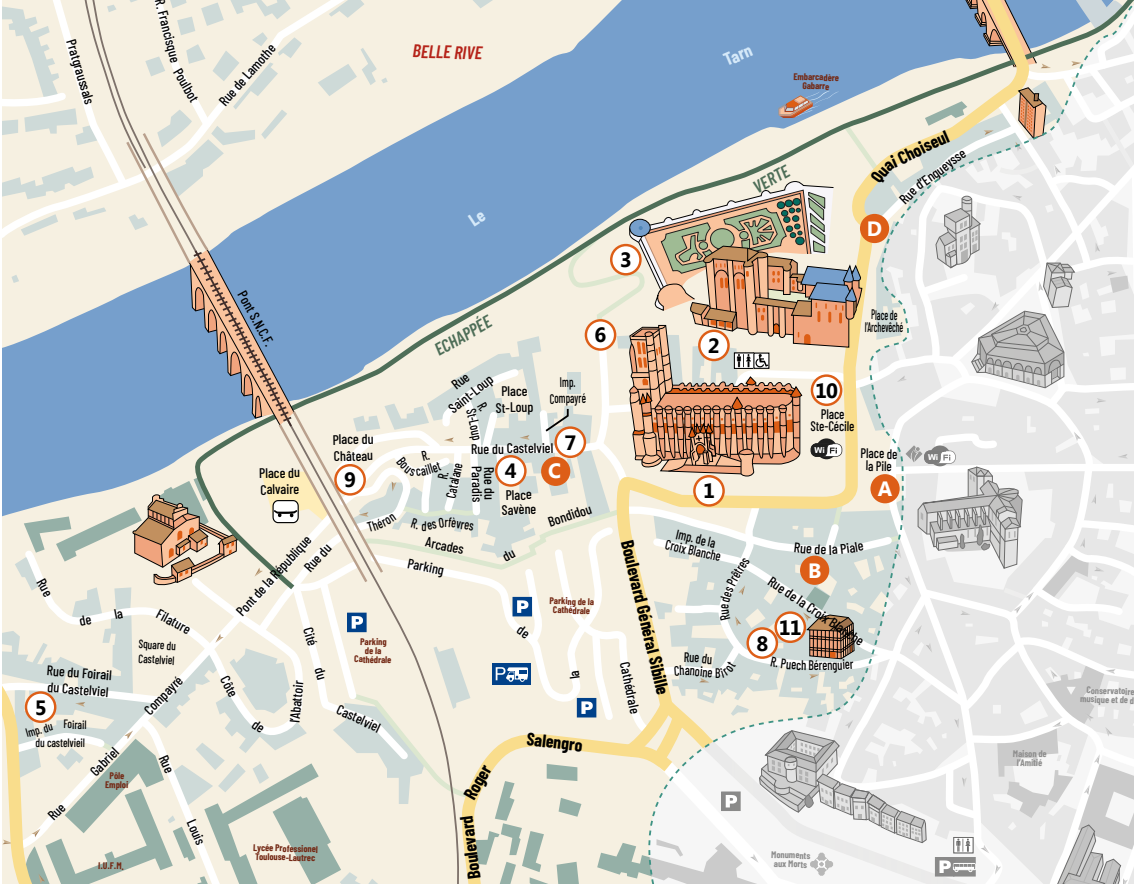 Pratgraussals
R. Francisque Poulbot
Rue de Lamothe
BELLE RIVE
Tarn
Embarcadère
Gabarre
Le
VERTE
Quai Choiseul
Rue d'Engueysse
D
3
Pont S.N.C.F.
ECHAPPÉE
6
2
Place de
l'Archevêché
10
Place
Ste-Cécile
WiFi
Rue
Saint-Loup
R.
St-Loup
Place
St-Loup
Imp.
Compayré
Rue du Castelviel
7
4
C
Place
Savène
Rue du
Paradis
R.
Catalane
R.
Bouscaillet
Place du
Château
9
Place du
Calvaire
Théron
Rue du
R. des Orfèvres
Arcades
du
Bondidou
1
Place de
la Pile
WiFi
A
Imp. de la
Croix Blanche
Rue de la Piale
B
Rue de la Croix Blanche
Rue des Prêtres
11
8
R. Puech Bérenguier
Rue du
Chanoine Birot
Boulevard Général Sibille
Parking
de
la
Cathédrale
P
Parking de la
Cathédrale
P
P
Pont de la République
P
Parking
de la
Cathédrale
Cité
du
Castelviel
Rue
de
la
Filature
Square du
Castelviel
Rue du Foirail
du Castelviel
5
Imp. du Foirail
du castelvieil
Côte
de
l'Abattoir
Rue
Gabriel
Compayré
Pôle
Emploi
Rue
Louis
I.U.F.M.
Lycée Professionel
Toulouse-Lautrec
Boulevard
Roger
Salengro
Conservatoire
musique et de d
Maison de
l'Amitié
P
Monuments
aux Morts
P